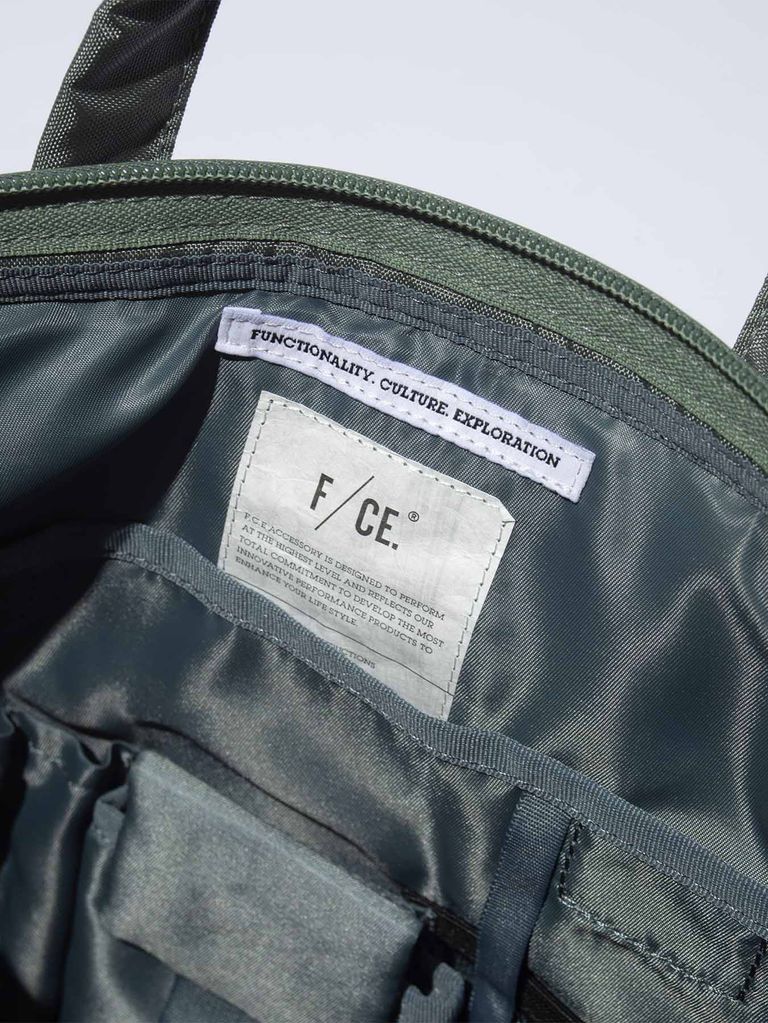 FUNCTIONALITY. CULTURE. EXPLORATION
F/CE.®
F.C.E ACCESSORY IS DESIGNED TO PERFORM
AT THE HIGHEST LEVEL AND REFLECTS OUR
TOTAL COMMITMENT TO DEVELOP THE MOST
INNOVATIVE PERFORMANCE PRODUCTS TO
ENHANCE YOUR LIFE STYLE.